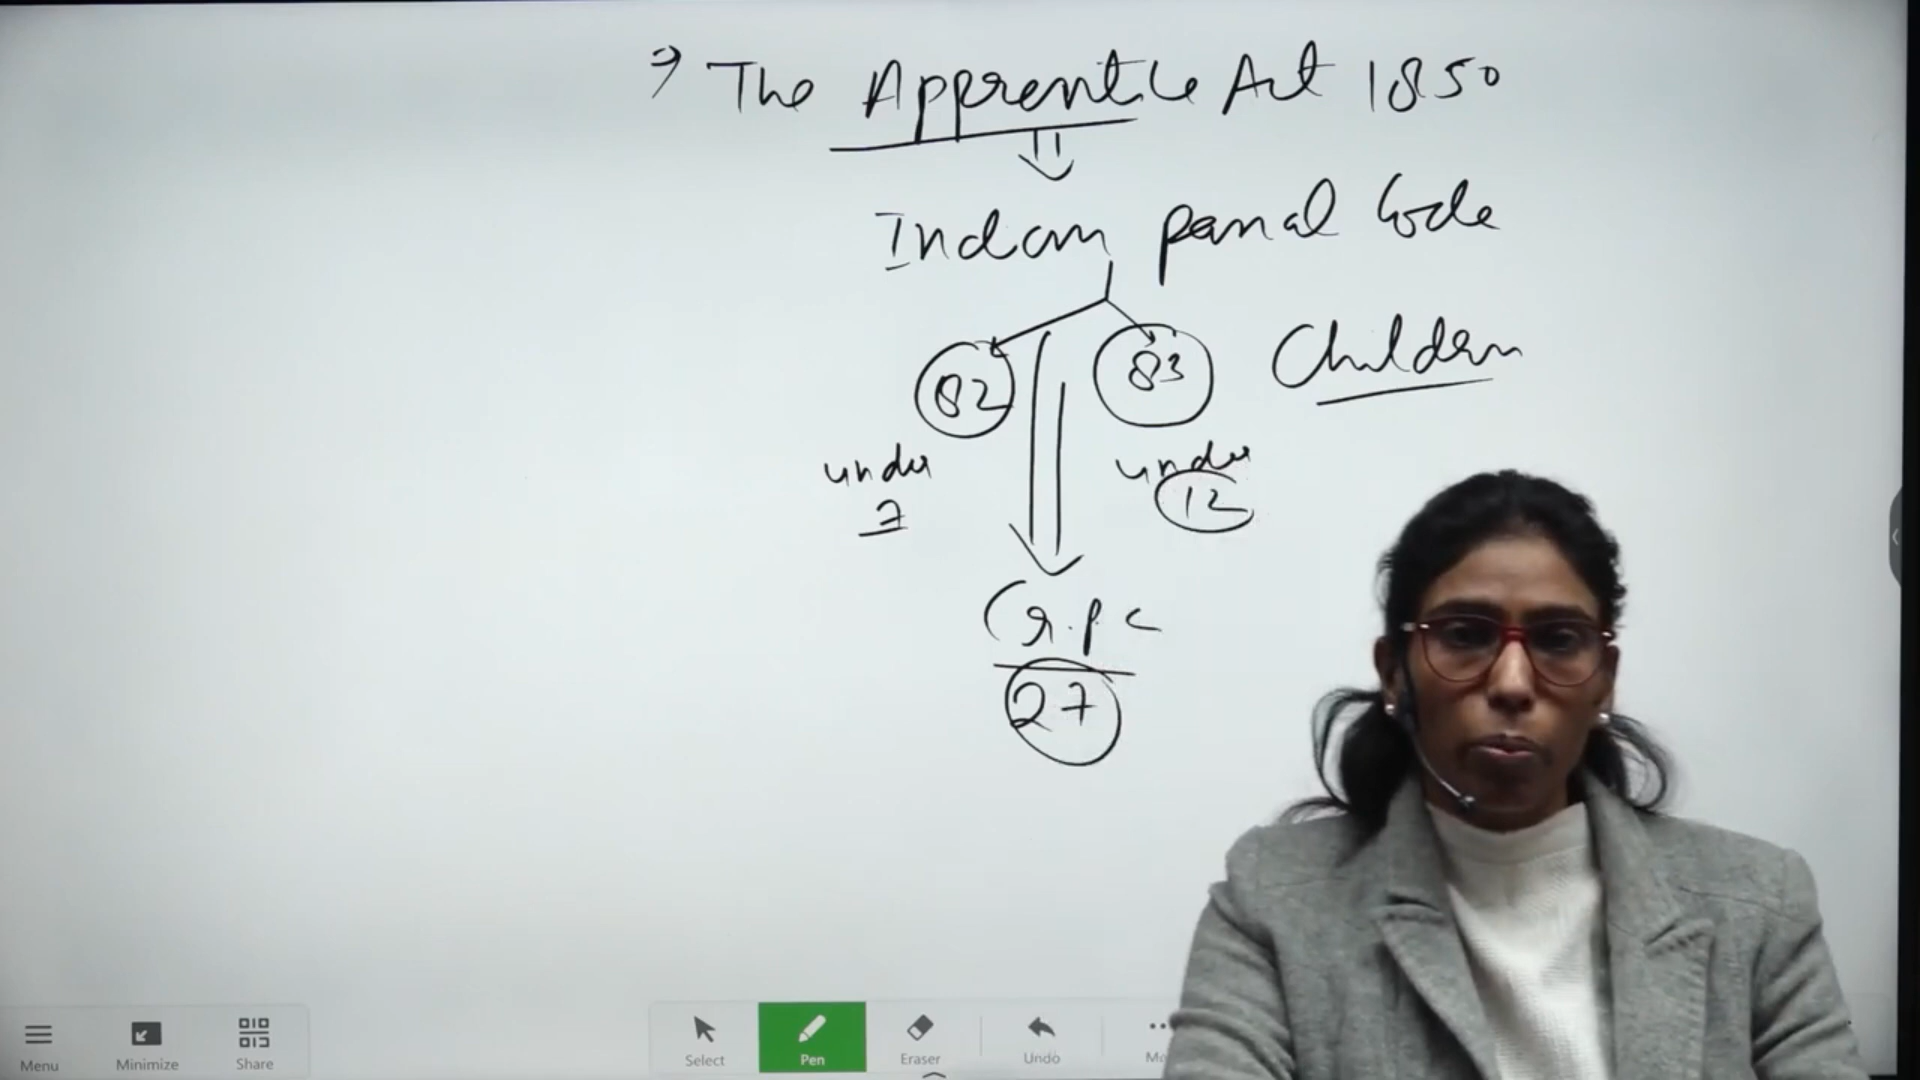 → The Apprentice Act 1850
Indian penal Code
82 83 Children
under 7
under 12
Cr.p.c
27
Menu Minimize Share Select Pen Eraser Undo